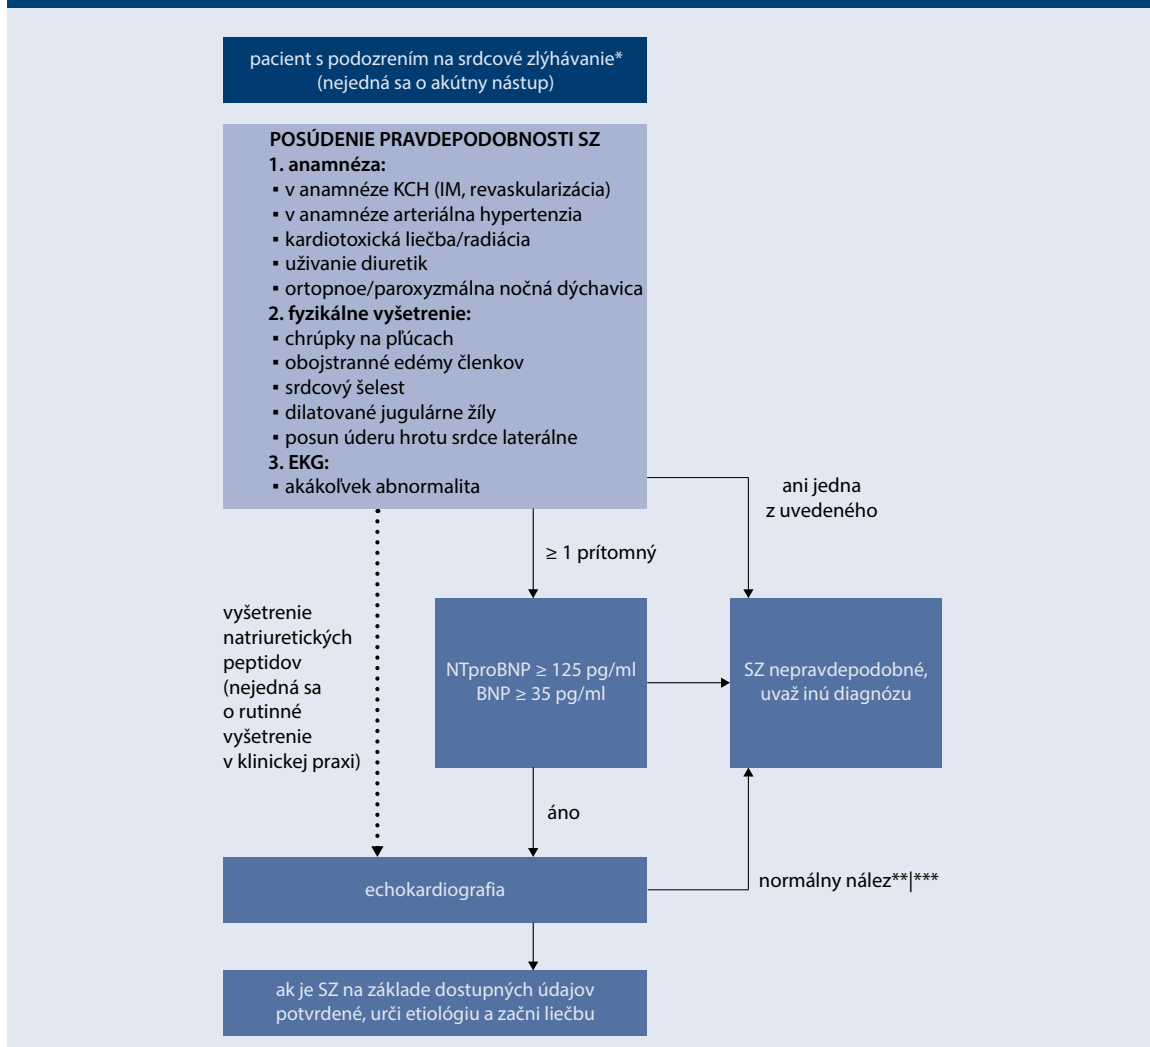 pacient s podozrením na srdcové zlýhávanie*
(nejedná sa o akútny nástup)
POSÚDENIE PRAVDEPODOBNOSTI SZ
1. anamnéza:
▪ v anamnéze KCH (IM, revaskularizácia)
▪ v anamnéze arteriálna hypertenzia
▪ kardiotoxická liečba/radiácia
▪ uživanie diuretik
▪ ortopnoe/paroxyzmálna nočná dýchavica
2. fyzikálne vyšetrenie:
▪ chrúpky na pľúcach
▪ obojstranné edémy členkov
▪ srdcový šelest
▪ dilatované jugulárne žíly
▪ posun úderu hrotu srdce laterálne
3. EKG:
▪ akákoľvek abnormalita
ani jedna
z uvedeného
≥ 1 prítomný
vyšetrenie
natriuretických
peptidov
(nejedná sa
o rutinné
vyšetrenie
v klinickej praxi)
NTproBNP ≥ 125 pg/ml
BNP ≥ 35 pg/ml
SZ nepravdepodobné,
uvaž inú diagnózu
áno
echokardiografia
normálny nález**|***
ak je SZ na základe dostupných údajov
potvrdené, urči etiológiu a začni liečbu